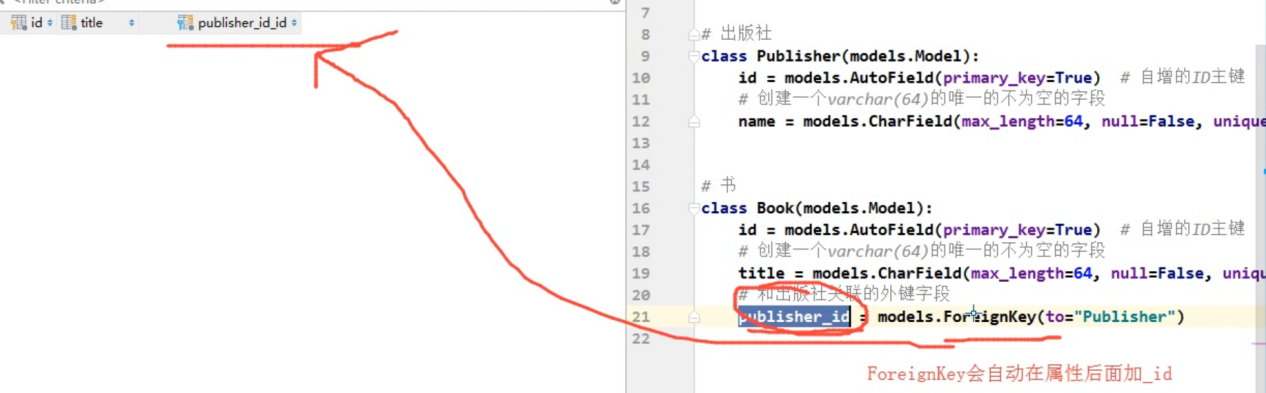 <Filter criteria>
id title publisher_id_id
7
8 # 出版社
9 class Publisher(models.Model):
10 id = models.AutoField(primary_key=True) # 自增的ID主键
11 # 创建一个varchar(64)的唯一的不为空的字段
12 name = models.CharField(max_length=64, null=False, unique
13
14
15 # 书
16 class Book(models.Model):
17 id = models.AutoField(primary_key=True) # 自增的ID主键
18 # 创建一个varchar(64)的唯一的不为空的字段
19 title = models.CharField(max_length=64, null=False, uniqu
20 # 和出版社关联的外键字段
21 publisher_id = models.ForeignKey(to="Publisher")
22
ForeignKey会自动在属性后面加_id